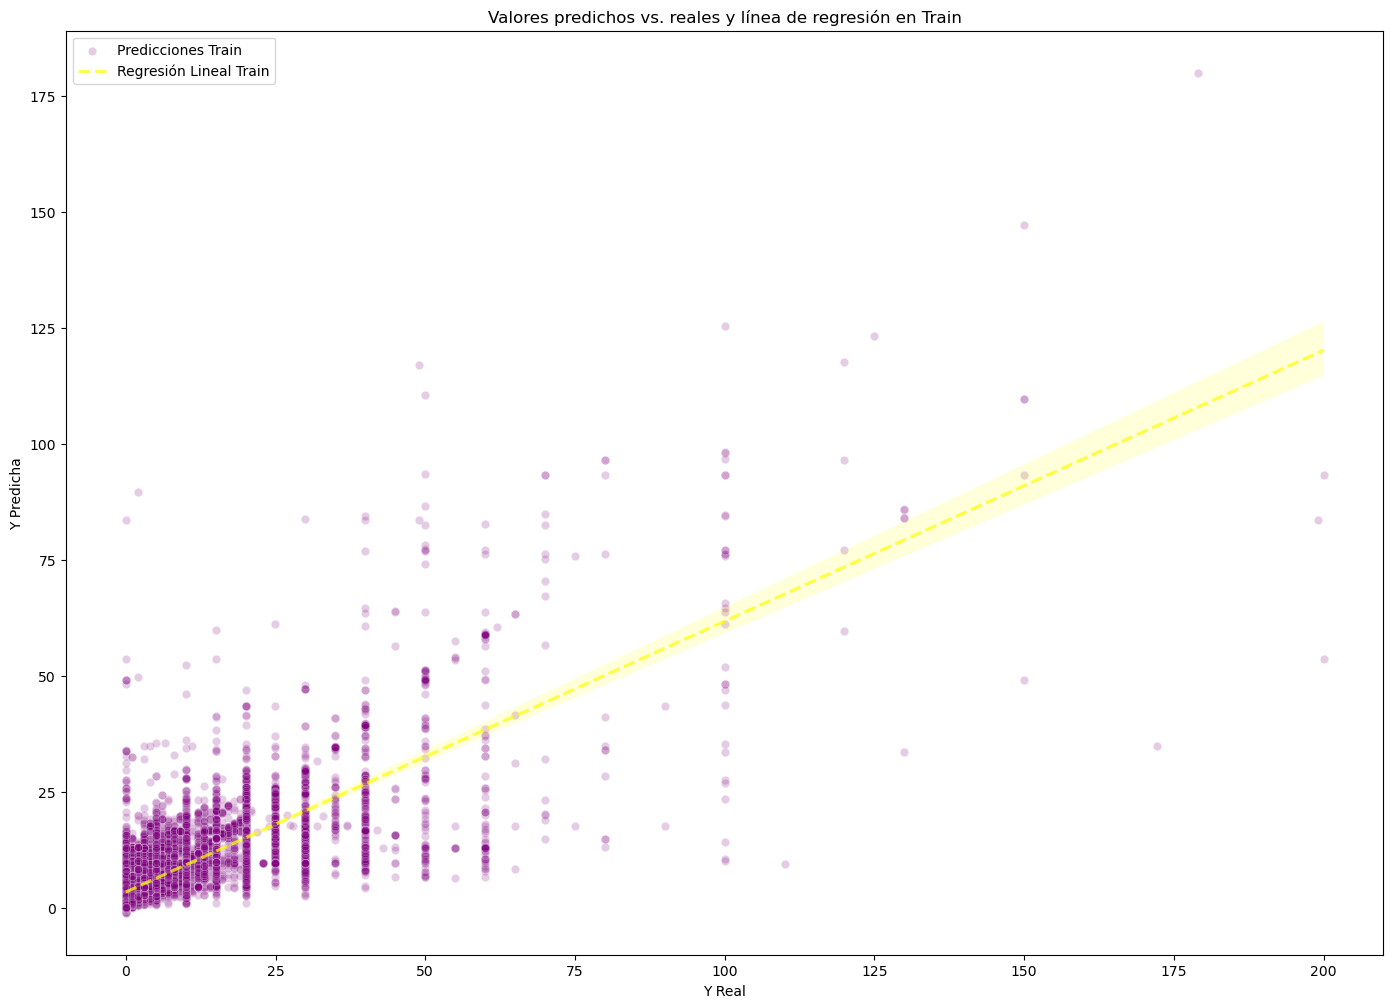 Valores predichos vs. reales y línea de regresión en Train
Predicciones Train
Regresión Lineal Train
175
150
125
100
75
50
25
0
Y Predicha
0 25 50 75 100 125 150 175 200
Y Real